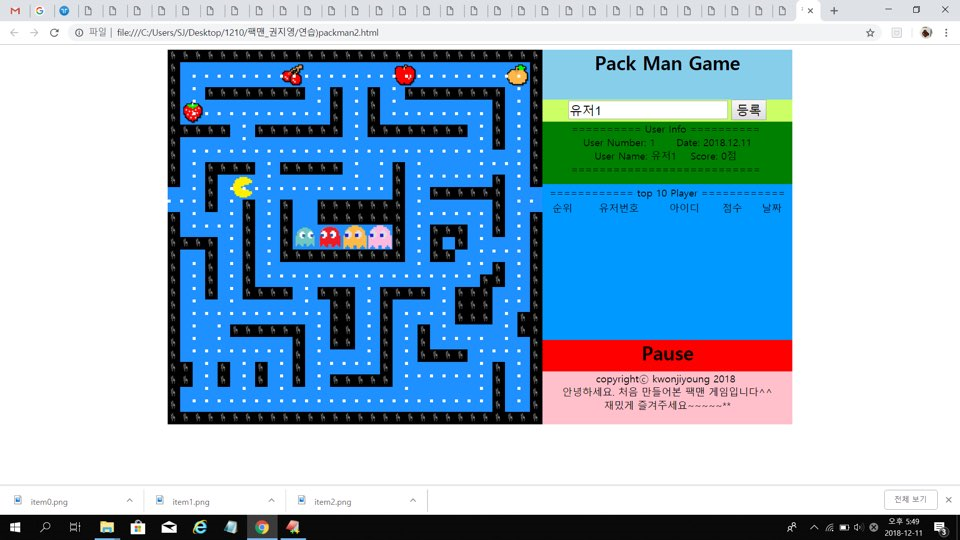 파일 | file:///C:/Users/SJ/Desktop/1210/팩맨_권지영/연습)packman2.html
Pack Man Game
유저1 등록
========== User Info ==========
User Number: 1 Date: 2018.12.11
User Name: 유저1 Score: 0점
===========================
============ top 10 Player ============
순위 유저번호 아이디 점수 날짜
Pause
copyrightⓒ kwonjiyoung 2018
안녕하세요. 처음 만들어본 팩맨 게임입니다^^
재밌게 즐겨주세요~~~~~**
item0.png item1.png item2.png 전체 보기
오후 5:49
2018-12-11
3